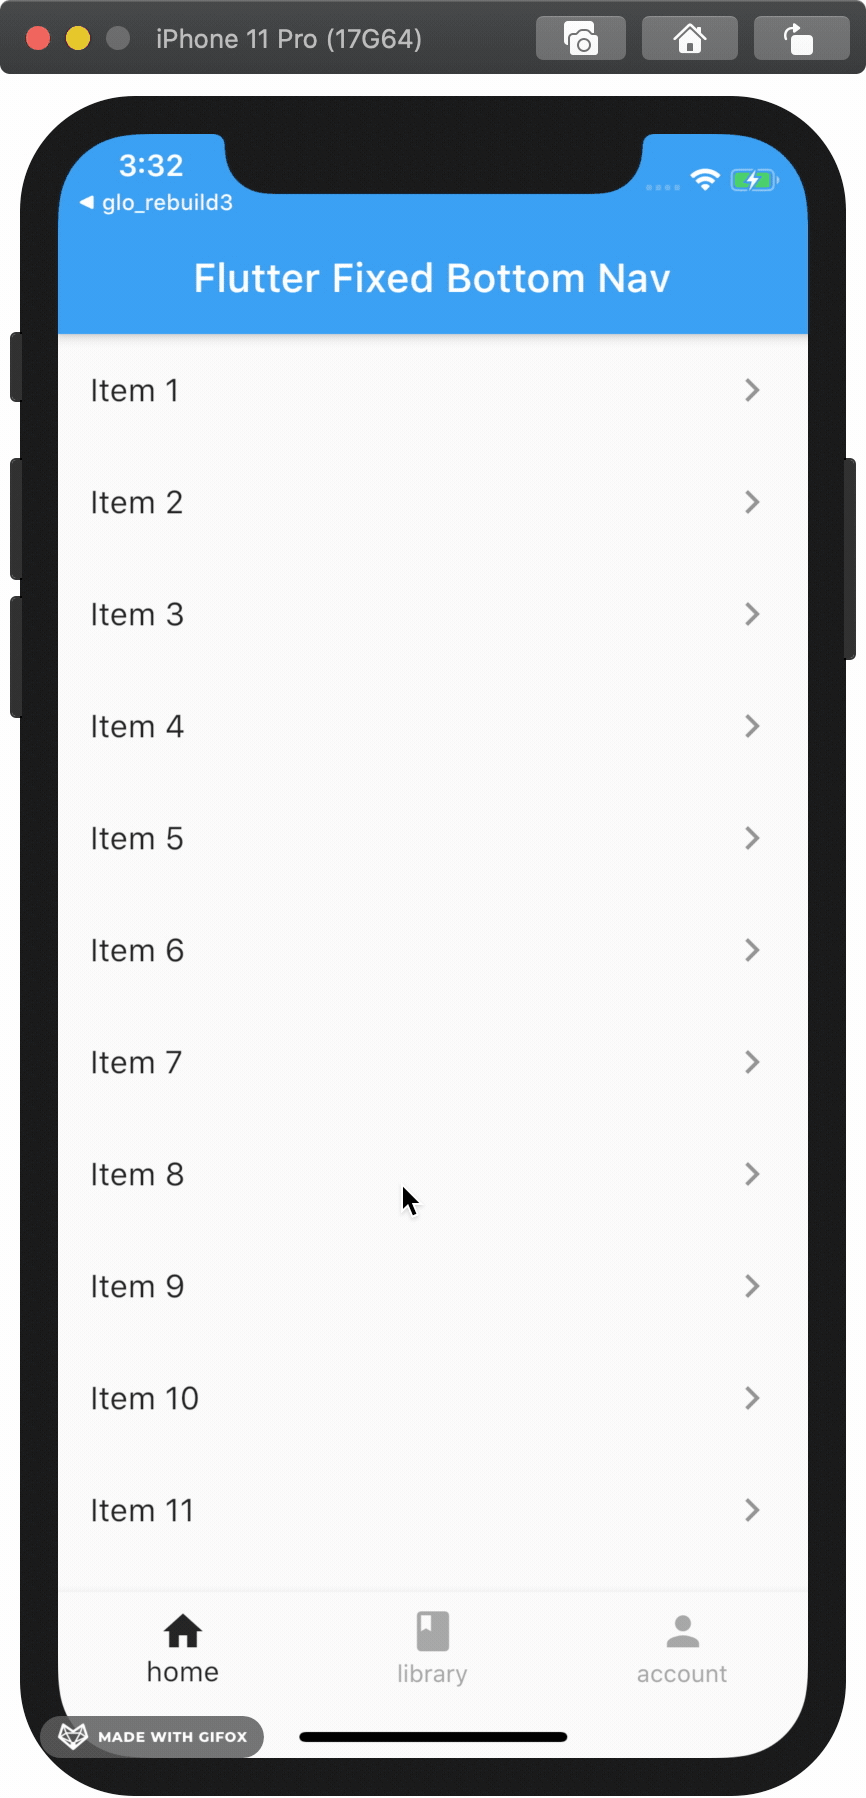 iPhone 11 Pro (17G64)
3:32
◀ glo_rebuild3
Flutter Fixed Bottom Nav
Item 1
Item 2
Item 3
Item 4
Item 5
Item 6
Item 7
Item 8
Item 9
Item 10
Item 11
home
library
account
MADE WITH GIFOX